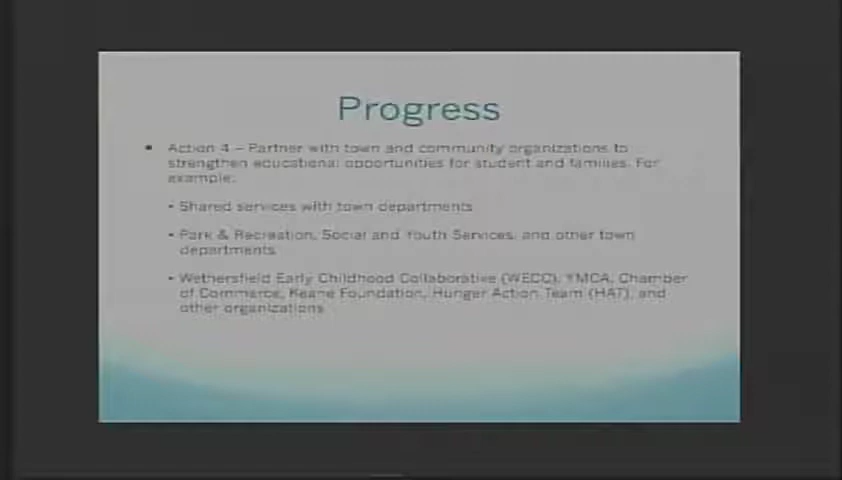 Progress
• Action 4 – Partner with town and community organizations to
strengthen educational opportunities for student and families. For
example:
• Shared services with town departments
• Park & Recreation, Social and Youth Services, and other town
departments
• Wethersfield Early Childhood Collaborative (WECC), YMCA, Chamber
of Commerce, Keane Foundation, Hunger Action Team (HAT), and
other organizations